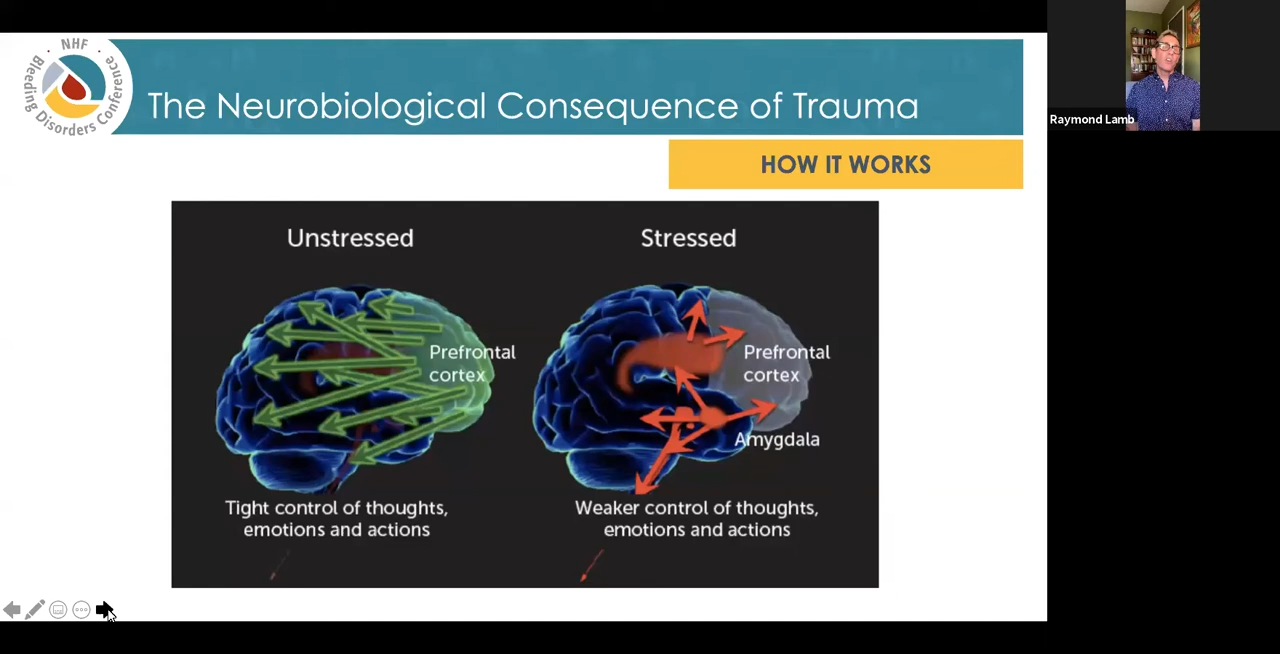 NHF
Bleeding Disorders Conference
The Neurobiological Consequence of Trauma
HOW IT WORKS
Raymond Lamb
Unstressed
Stressed
Prefrontal
cortex
Prefrontal
cortex
Amygdala
Tight control of thoughts,
emotions and actions
Weaker control of thoughts,
emotions and actions